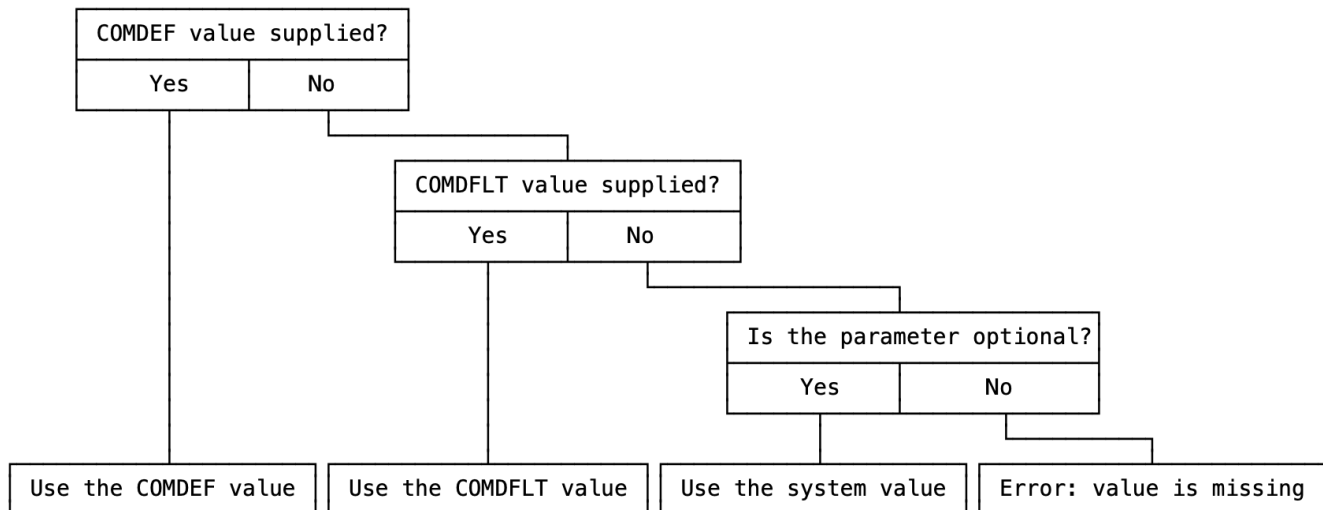 COMDEF value supplied?
Yes No
COMDFLT value supplied?
Yes No
Is the parameter optional?
Yes No
Use the COMDEF value Use the COMDFLT value Use the system value Error: value is missing